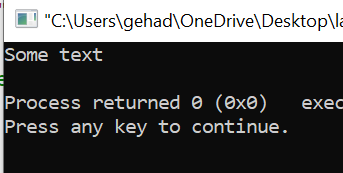 "C:\Users\gehad\OneDrive\Desktop\la
Some text
Process returned 0 (0x0)   exec
Press any key to continue.